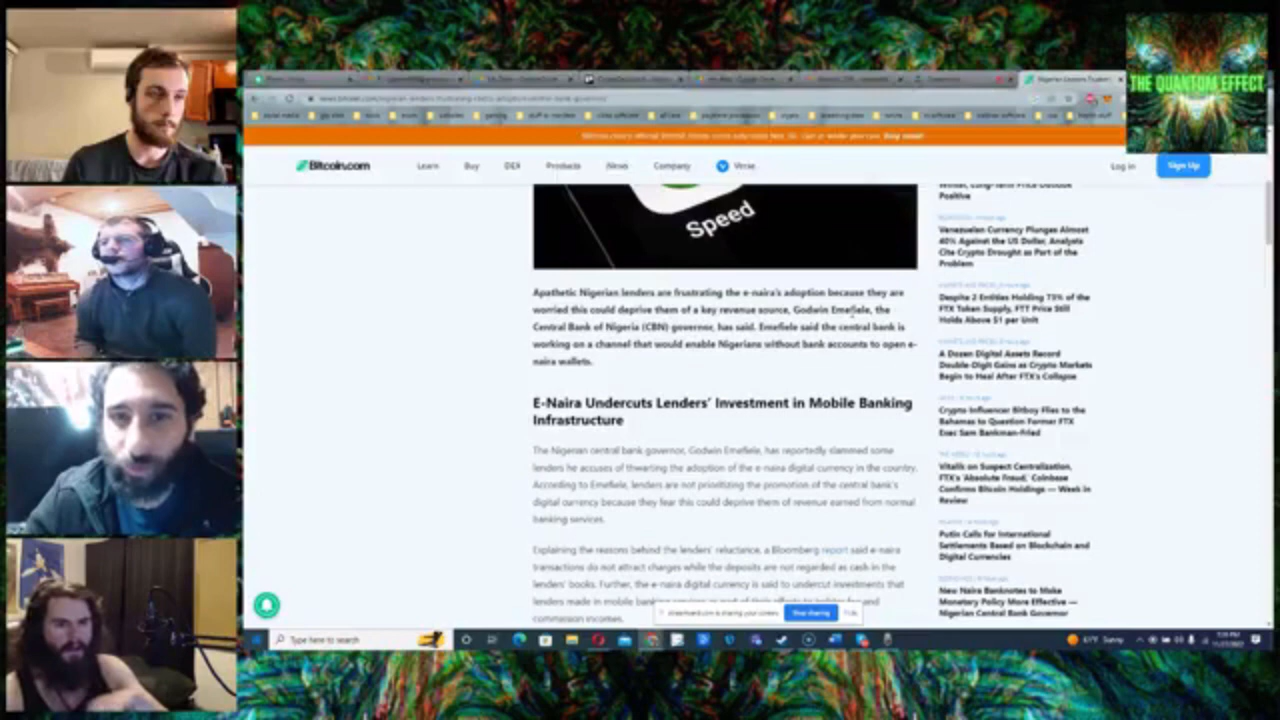 THE QUANTUM EFFECT
Bitcoin.com
Learn
Buy
DEX
Products
News
Company
Verse
Log in
Sign Up
Speed
Apathetic Nigerian lenders are frustrating the e-naira's adoption because they are
worried this could deprive them of a key revenue source, Godwin Emefiele, the
Central Bank of Nigeria (CBN) governor, has said. Emefiele said the central bank is
working on a channel that would enable Nigerians without bank accounts to open e-
naira wallets.
E-Naira Undercuts Lenders' Investment in Mobile Banking
Infrastructure
The Nigerian central bank governor, Godwin Emefiele, has reportedly slammed some
lenders he accuses of thwarting the adoption of the e-naira digital currency in the country.
According to Emefiele, lenders are not prioritizing the promotion of the central bank's
digital currency because they fear this could deprive them of revenue earned from normal
banking services.
Explaining the reasons behind the lenders' reluctance, a Bloomberg report said e-naira
transactions do not attract charges while the deposits are not regarded as cash in the
lenders' books. Further, the e-naira digital currency is said to undercut investments that
lenders made in mobile banking
commission incomes.
Winter, Long-Term Price Outlook
Positive
Venezuelan Currency Plunges Almost
40% Against the US Dollar, Analysts
Cite Crypto Drought as Part of the
Problem
Despite 2 Entities Holding 73% of the
FTX Token Supply, FTT Price Still
Holds Above $1 per Unit
A Dozen Digital Assets Record
Double-Digit Gains as Crypto Markets
Begin to Heal After FTX's Collapse
Crypto Influencer Bitboy Flies to the
Bahamas to Question Former FTX
Exec Sam Bankman-Fried
Vitalik on Suspect Centralization,
FTX's 'Absolute Fraud,' Coinbase
Confirms Bitcoin Holdings — Week in
Review
Putin Calls for International
Settlements Based on Blockchain and
Digital Currencies
New Naira Banknotes to Make
Monetary Policy More Effective —
Nigerian Central Bank Governor
is sharing your screen.
Stop sharing
Hide
Type here to search
Sunny